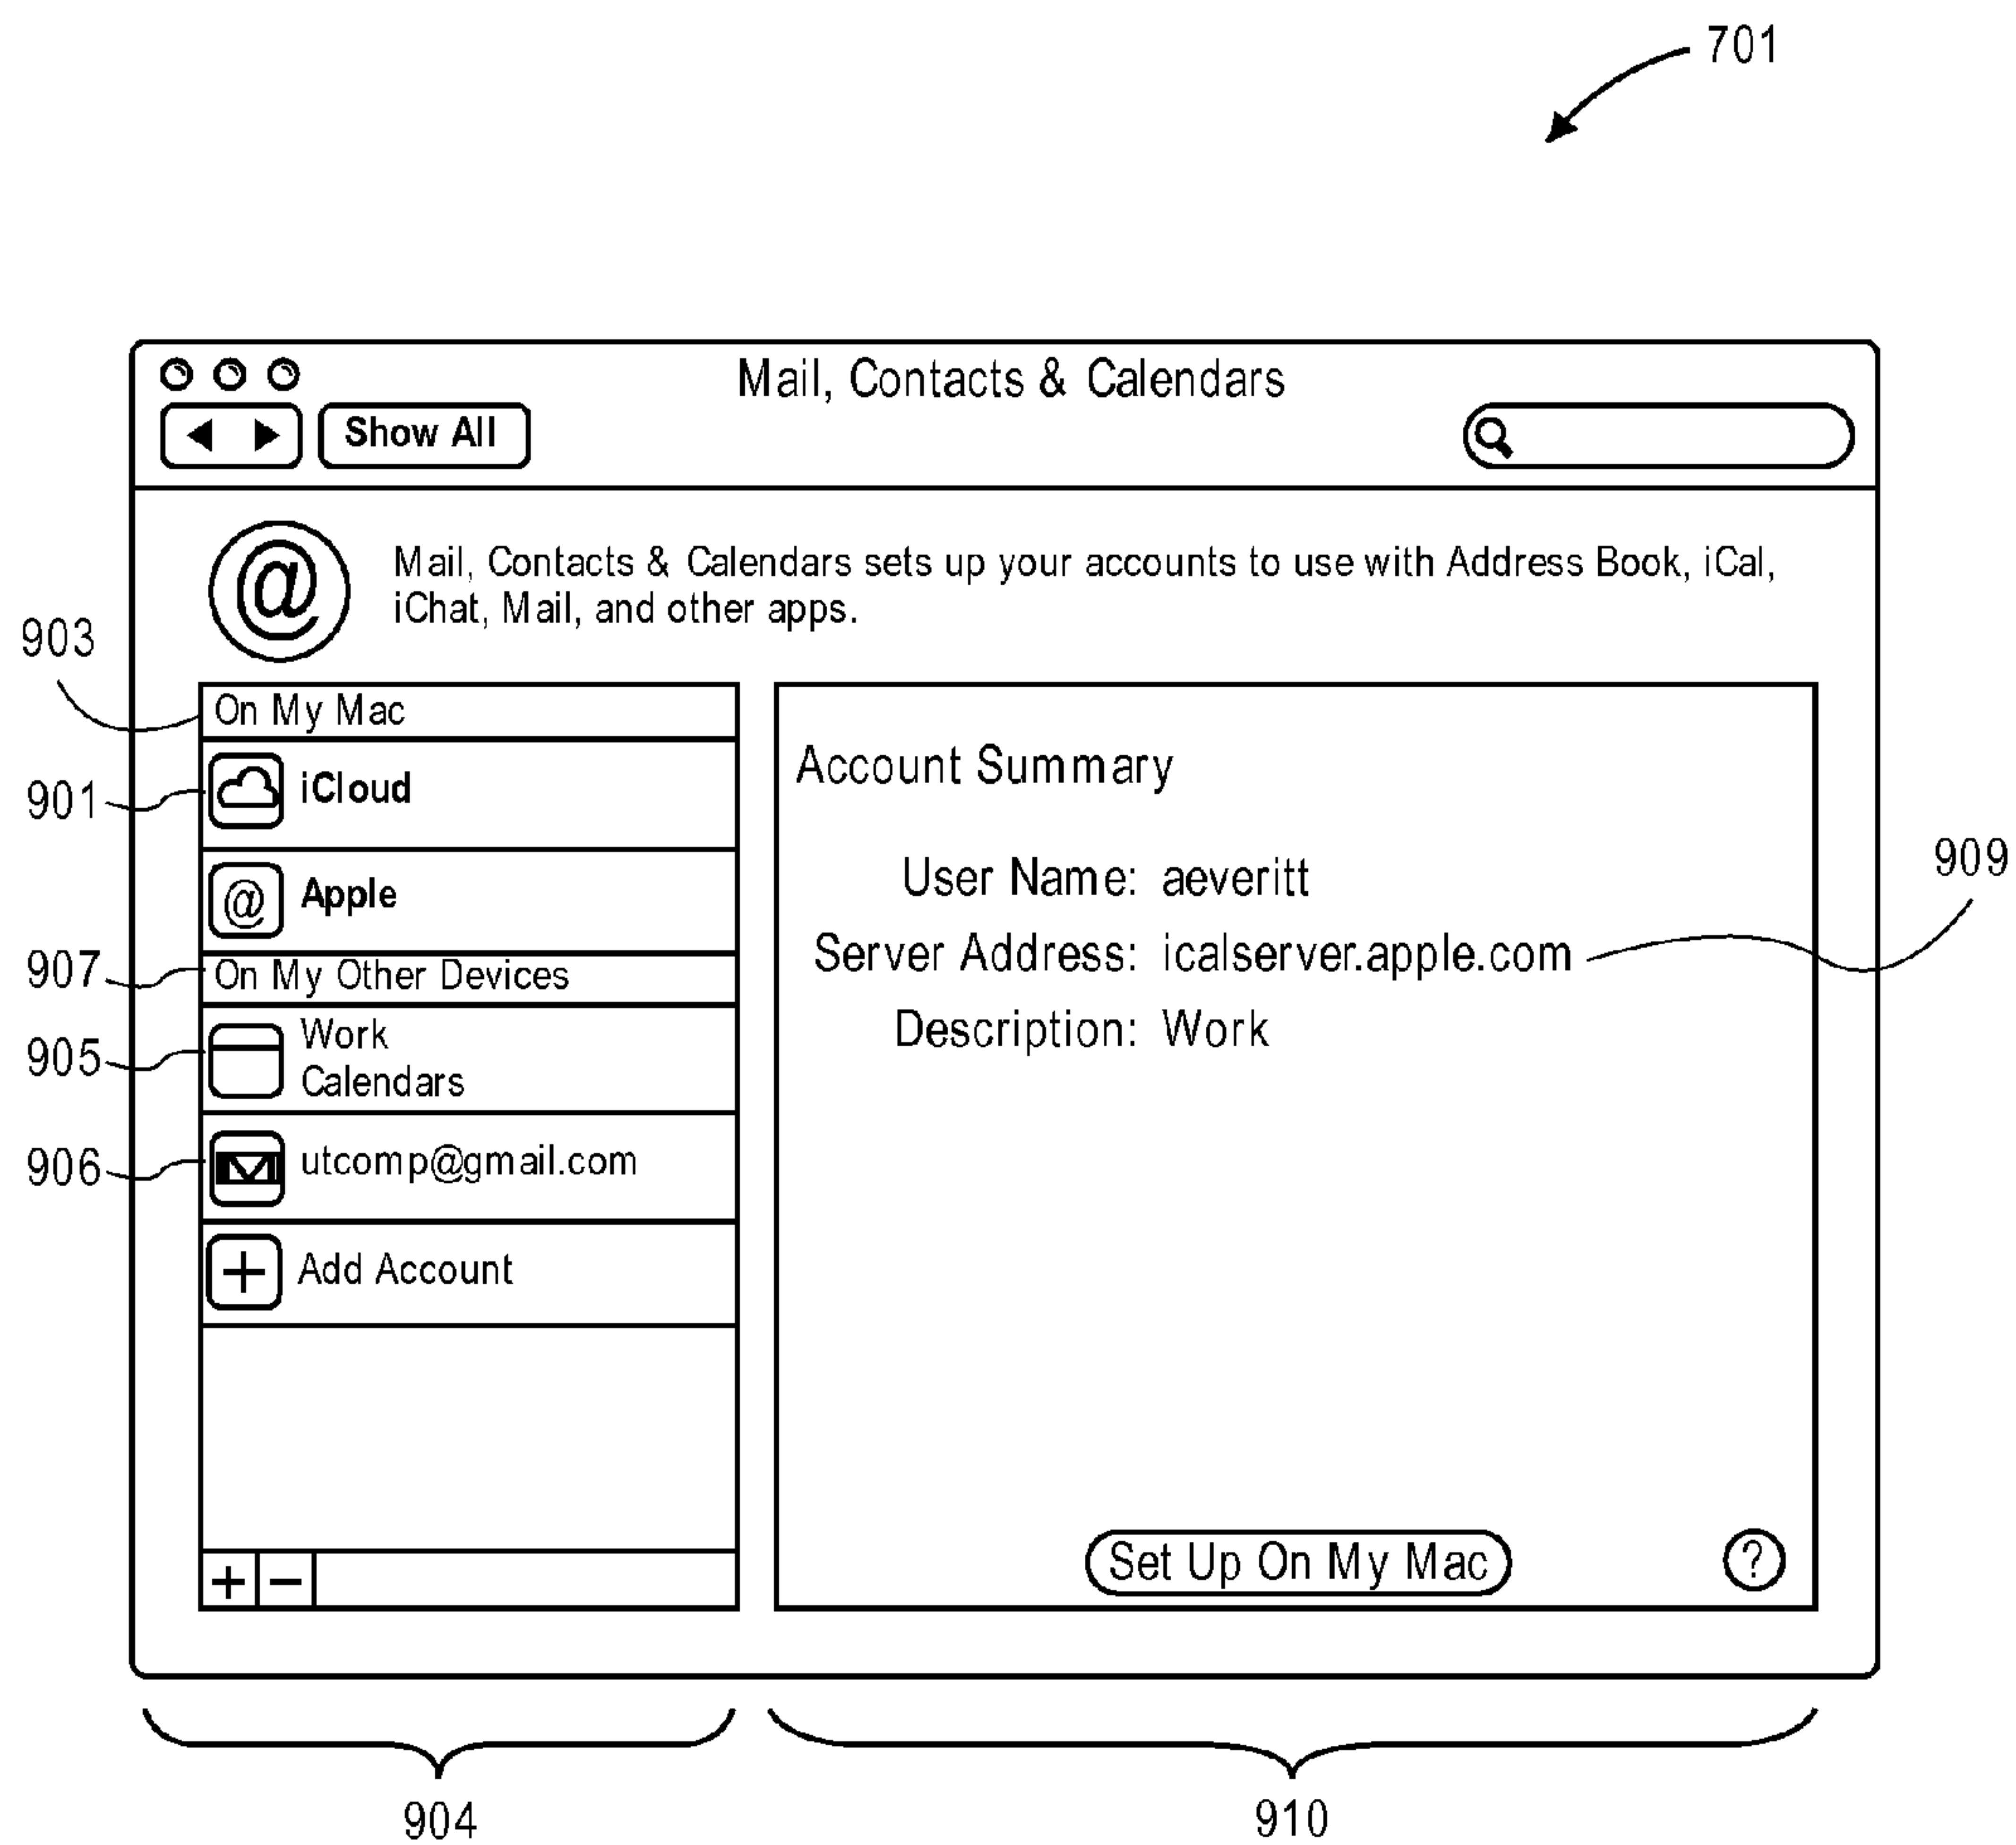 701
Mail, Contacts & Calendars
Show All
@
Mail, Contacts & Calendars sets up your accounts to use with Address Book, iCal,
iChat, Mail, and other apps.
903
On My Mac
901
iCloud
@ Apple
907
On My Other Devices
905
Work
Calendars
906
utcomp@gmail.com
+ Add Account
+ −
Account Summary
User Name: aeveritt
909
Server Address: icalserver.apple.com
Description: Work
Set Up On My Mac
?
904
910